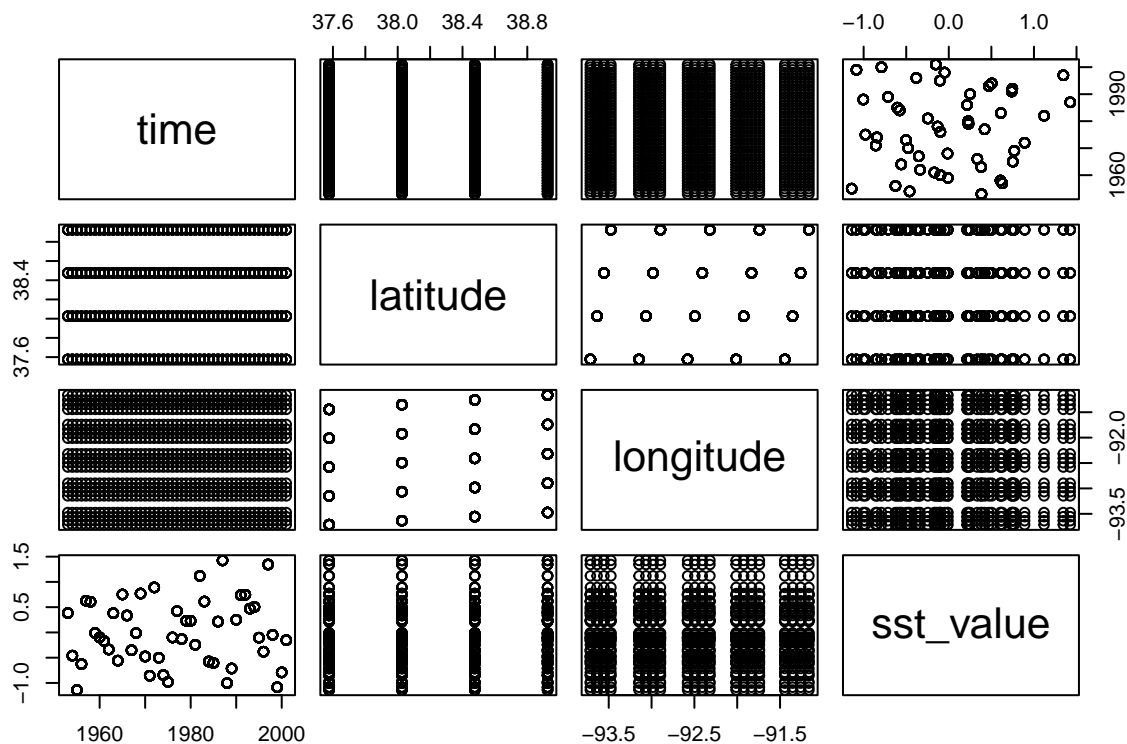 37.6 38.0 38.4 38.8
−1.0 0.0 1.0
time
1960 1990
37.6 38.4
latitude
longitude
−93.5 −92.0
−1.0 0.5 1.5
sst_value
1960 1980 2000
−93.5 −92.5 −91.5